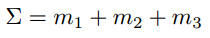 Σ = m₁ + m₂ + m₃